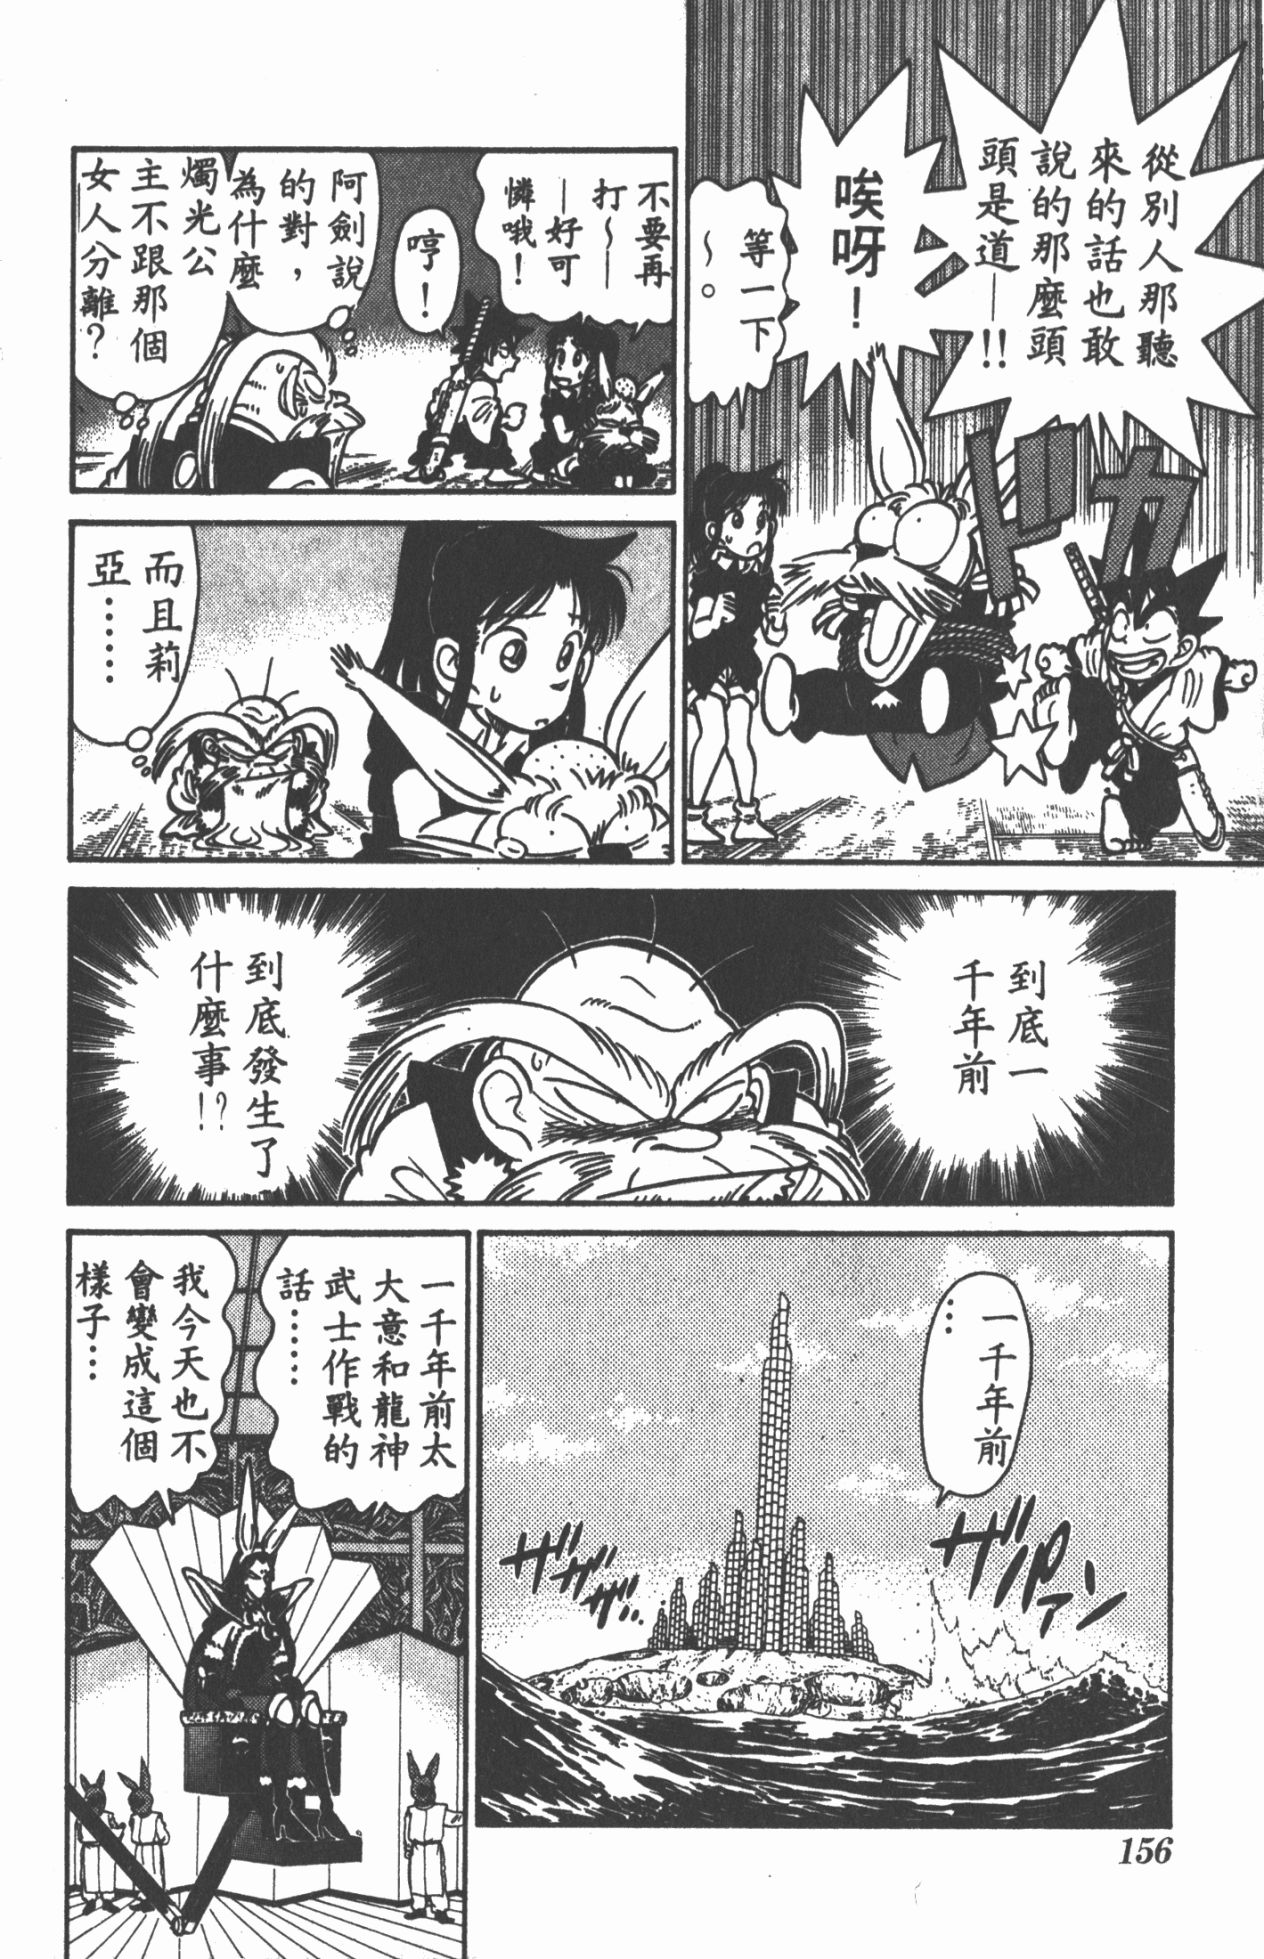 從別人那聽
來的話也敢
說的那麼頭
頭是道—!!
唉呀！
等一下
～。
ドカ
不要再
打～—
—好可
憐哦！
哼！
阿劍說
的對，
為什麼
燭光公
主不跟那個
女人分離？
而且莉
亞……
到底一
千年前
到底發生了
什麼事!?
一千年前
…
ザパァン
ザザザ…
一千年前太
大意和龍神
武士作戰的
話……
我今天也不
會變成這個
樣子…
156